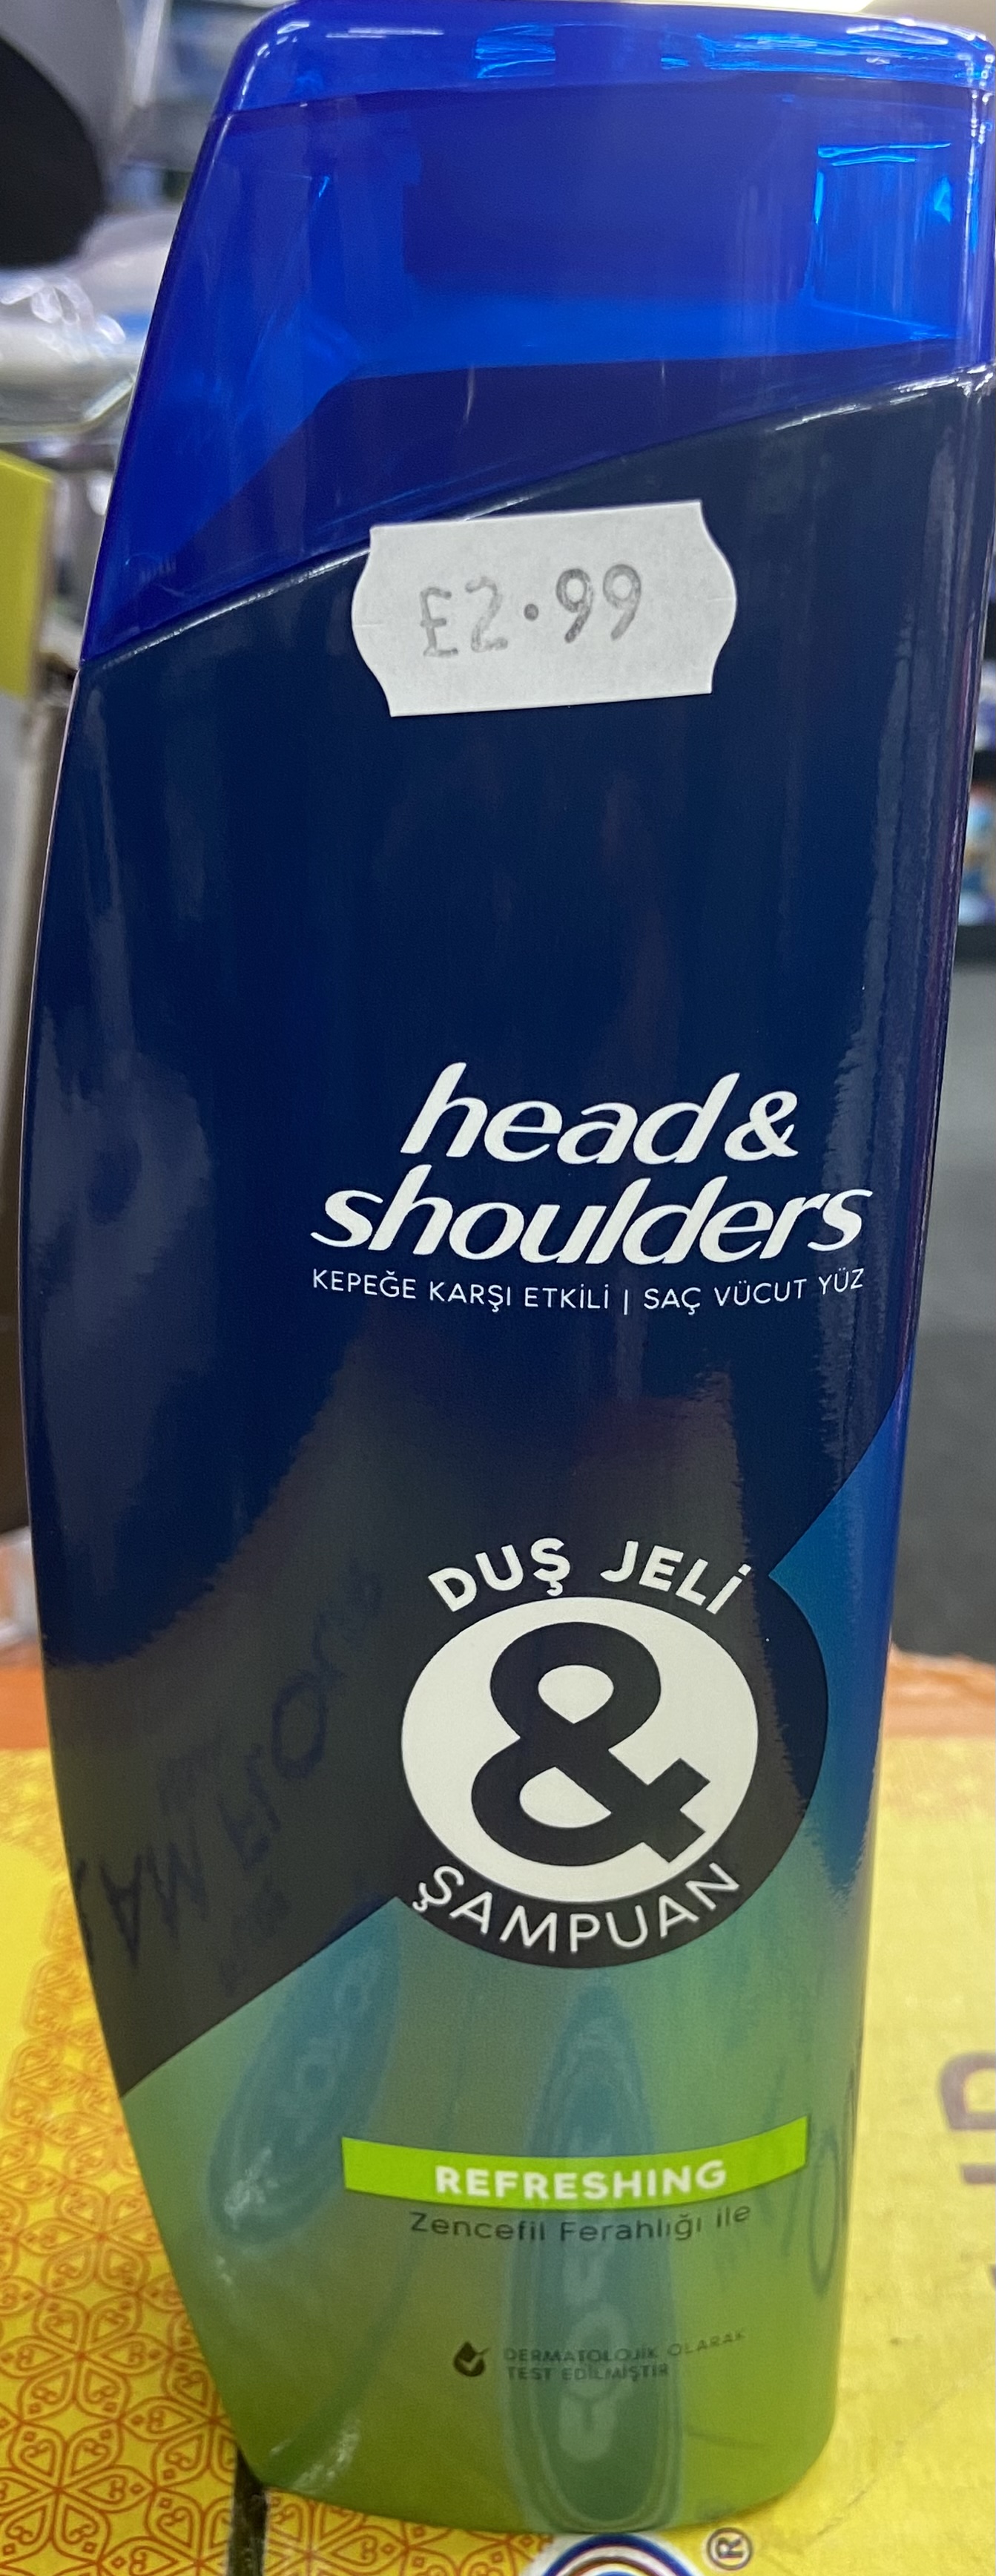 £2.99
head &
shoulders
KEPEĞE KARŞI ETKİLİ | SAÇ VÜCUT YÜZ
DUŞ JELİ
&
ŞAMPUAN
REFRESHING
Zencefil Ferahlığı ile
DERMATOLOJİK OLARAK
TEST EDİLMİŞTİR
®